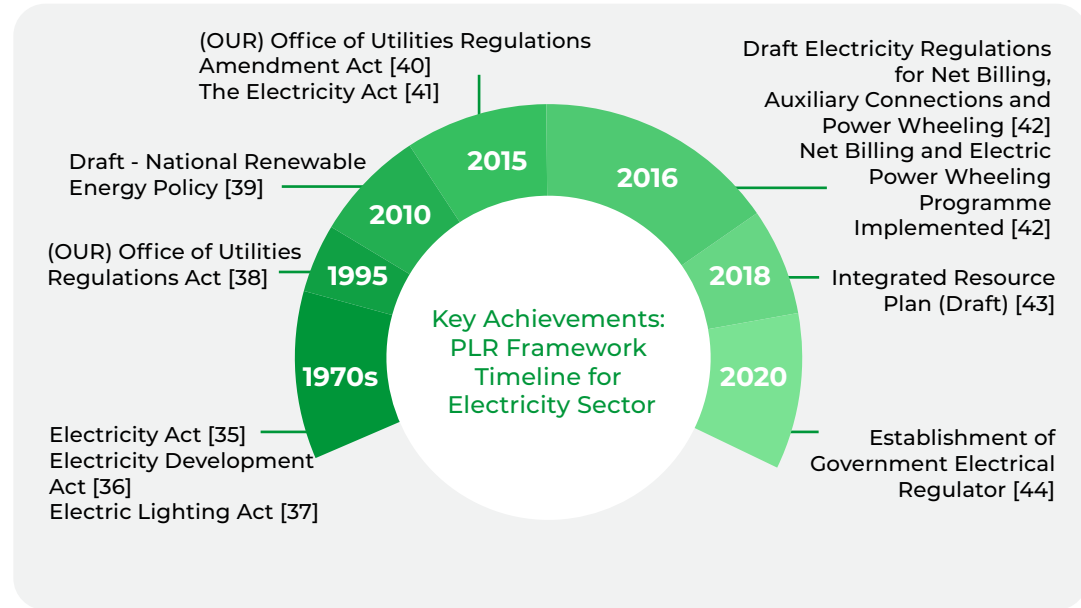 (OUR) Office of Utilities Regulations
Amendment Act [40]
The Electricity Act [41]
Draft Electricity Regulations
for Net Billing,
Auxiliary Connections and
Power Wheeling [42]
Net Billing and Electric
Power Wheeling
Programme
Implemented [42]
Draft - National Renewable
Energy Policy [39]
(OUR) Office of Utilities
Regulations Act [38]
Integrated Resource
Plan (Draft) [43]
Electricity Act [35]
Electricity Development
Act [36]
Electric Lighting Act [37]
Establishment of
Government Electrical
Regulator [44]
1970s
1995
2010
2015
2016
2018
2020
Key Achievements:
PLR Framework
Timeline for
Electricity Sector